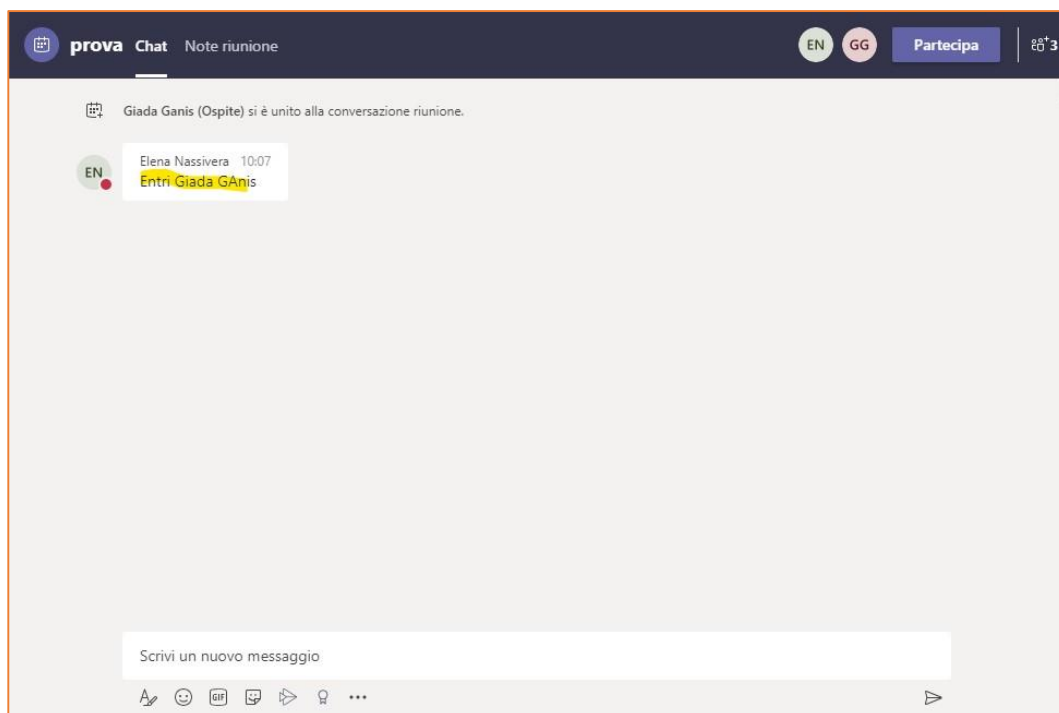 prova Chat Note riunione EN GG Partecipa 3
Giada Ganis (Ospite) si è unito alla conversazione riunione.
EN Elena Nassivera 10:07
Entri Giada GAnis
Scrivi un nuovo messaggio
GIF